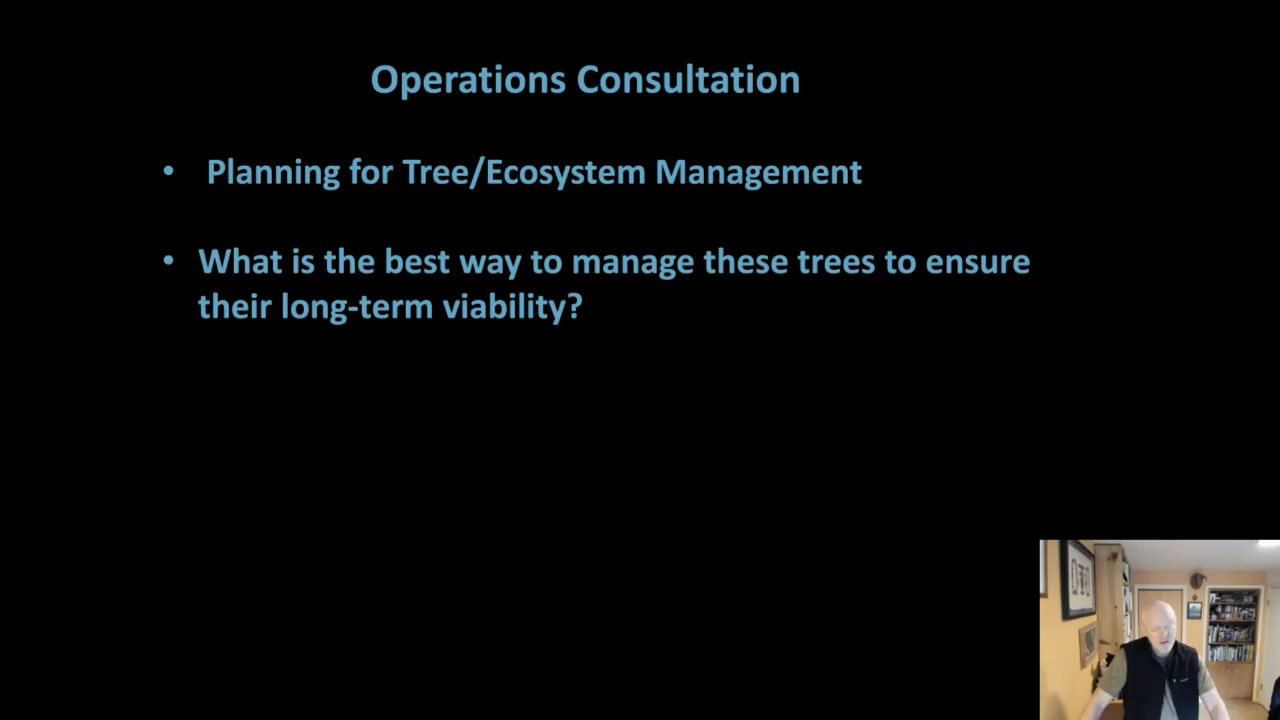 Operations Consultation
• Planning for Tree/Ecosystem Management
• What is the best way to manage these trees to ensure
their long-term viability?